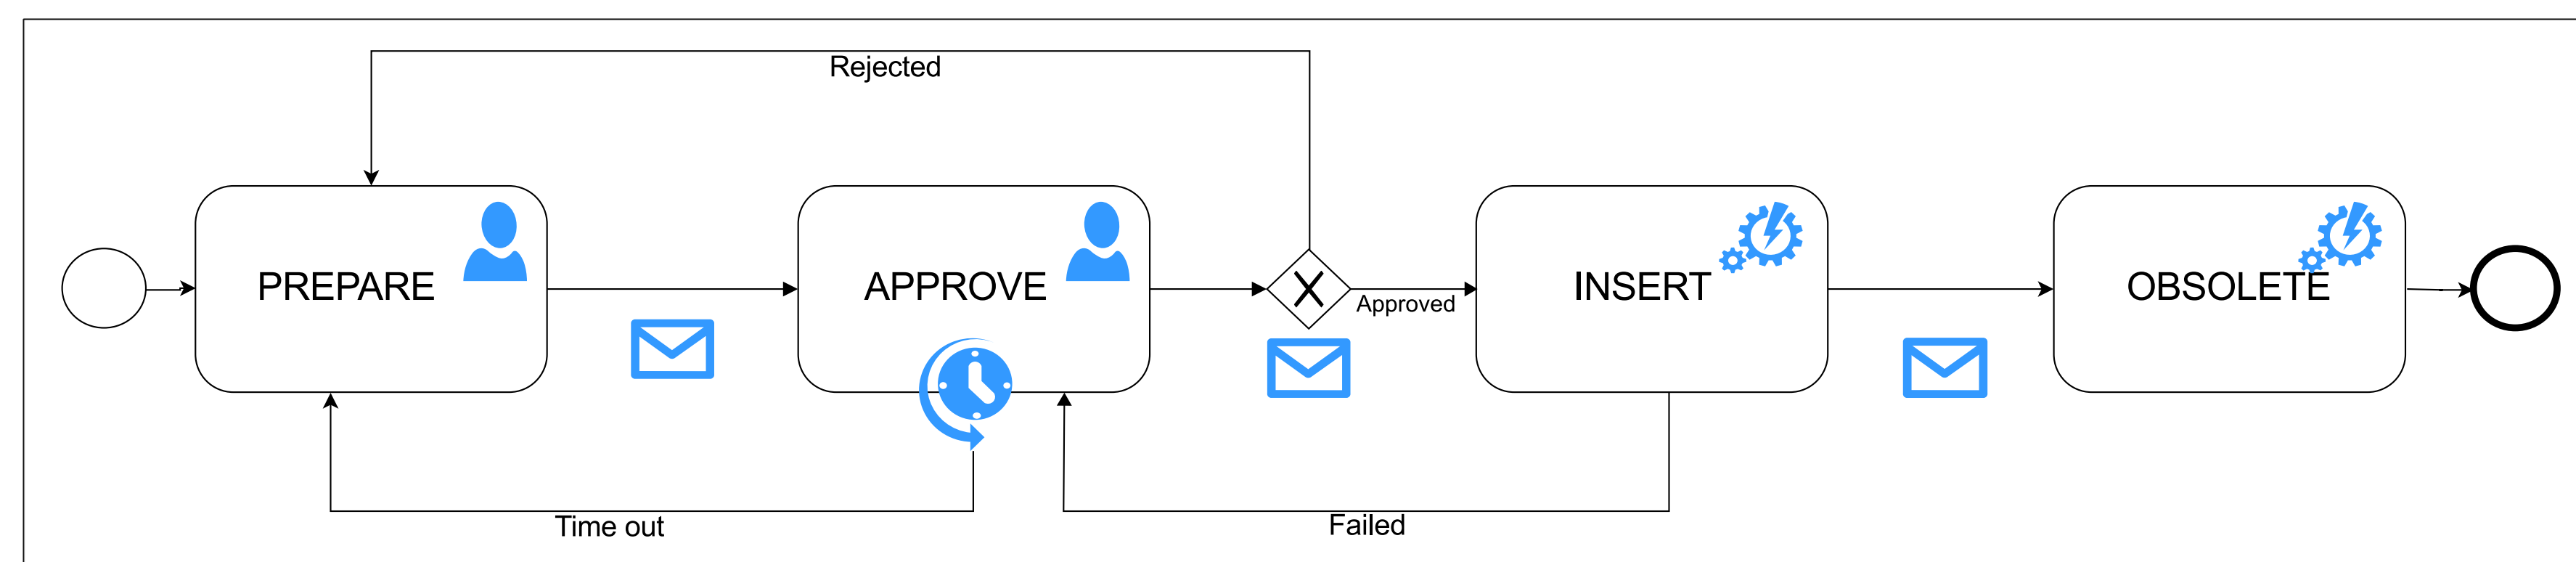 Rejected
PREPARE
APPROVE
Approved
INSERT
OBSOLETE
Time out
Failed